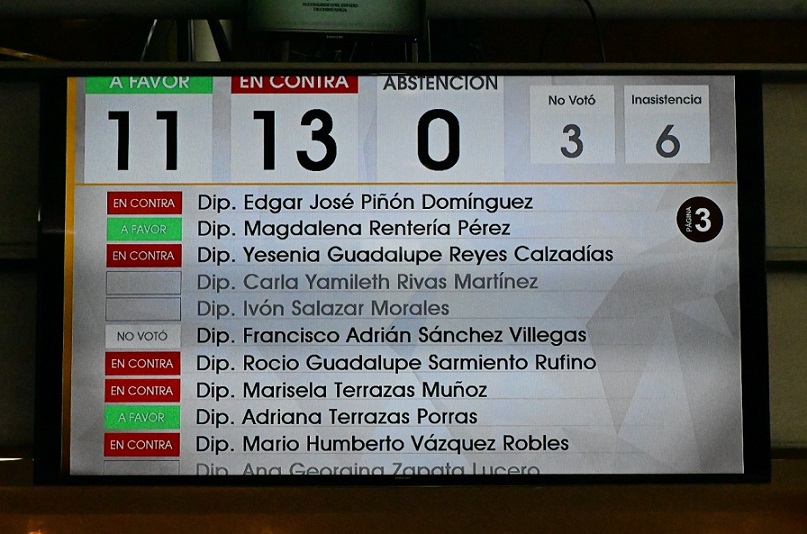 A FAVOR EN CONTRA ABSTENCIÓN
No Votó Inasistencia
11 13 0 3 6
EN CONTRA Dip. Edgar José Piñón Domínguez
A FAVOR Dip. Magdalena Rentería Pérez
PÁGINA 3
EN CONTRA Dip. Yesenia Guadalupe Reyes Calzadías
Dip. Carla Yamileth Rivas Martínez
Dip. Ivón Salazar Morales
NO VOTÓ Dip. Francisco Adrián Sánchez Villegas
EN CONTRA Dip. Rocio Guadalupe Sarmiento Rufino
EN CONTRA Dip. Marisela Terrazas Muñoz
A FAVOR Dip. Adriana Terrazas Porras
EN CONTRA Dip. Mario Humberto Vázquez Robles
Dip. Ana Georgina Zapata Lucero